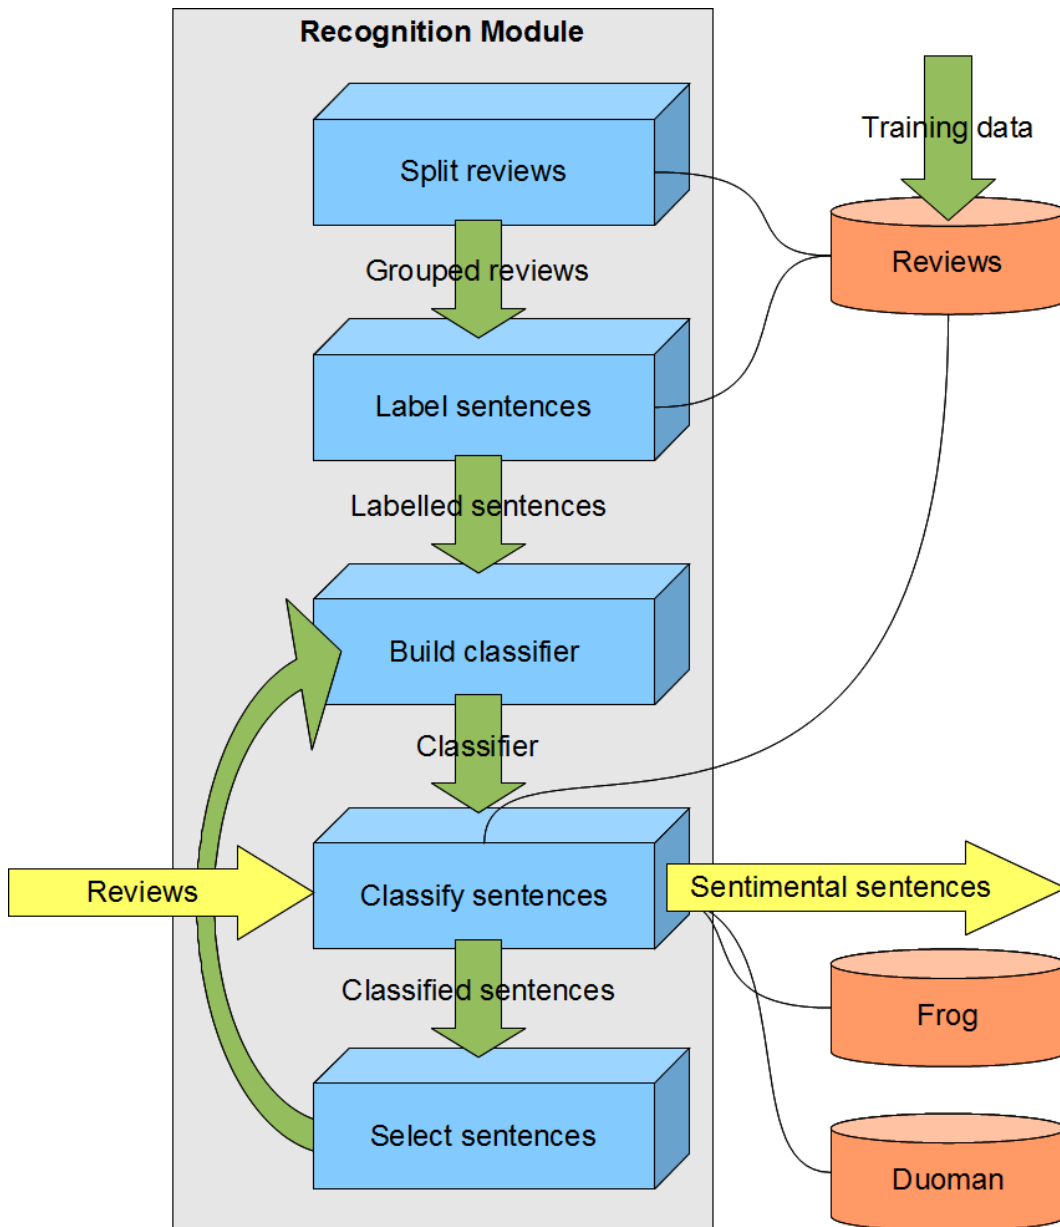 Recognition Module
Training data
Split reviews
Reviews
Grouped reviews
Label sentences
Labelled sentences
Build classifier
Classifier
Reviews
Classify sentences
Sentimental sentences
Classified sentences
Frog
Select sentences
Duoman